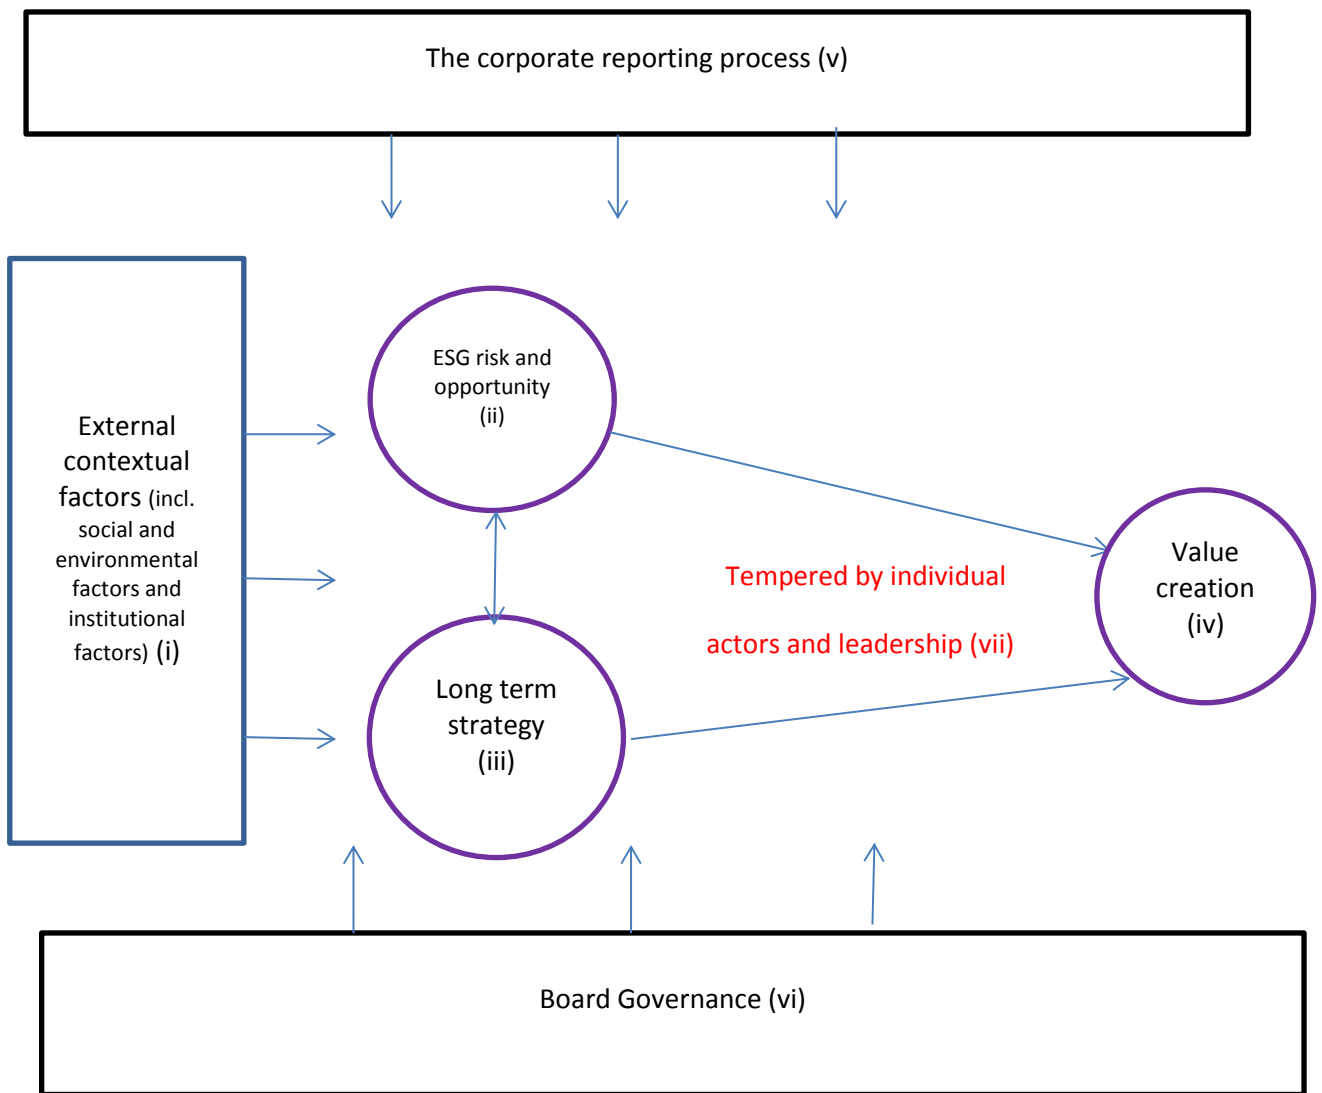 The corporate reporting process (v)
External
contextual
factors (incl.
social and
environmental
factors and
institutional
factors) (i)
ESG risk and
opportunity
(ii)
Long term
strategy
(iii)
Tempered by individual
actors and leadership (vii)
Value
creation
(iv)
Board Governance (vi)